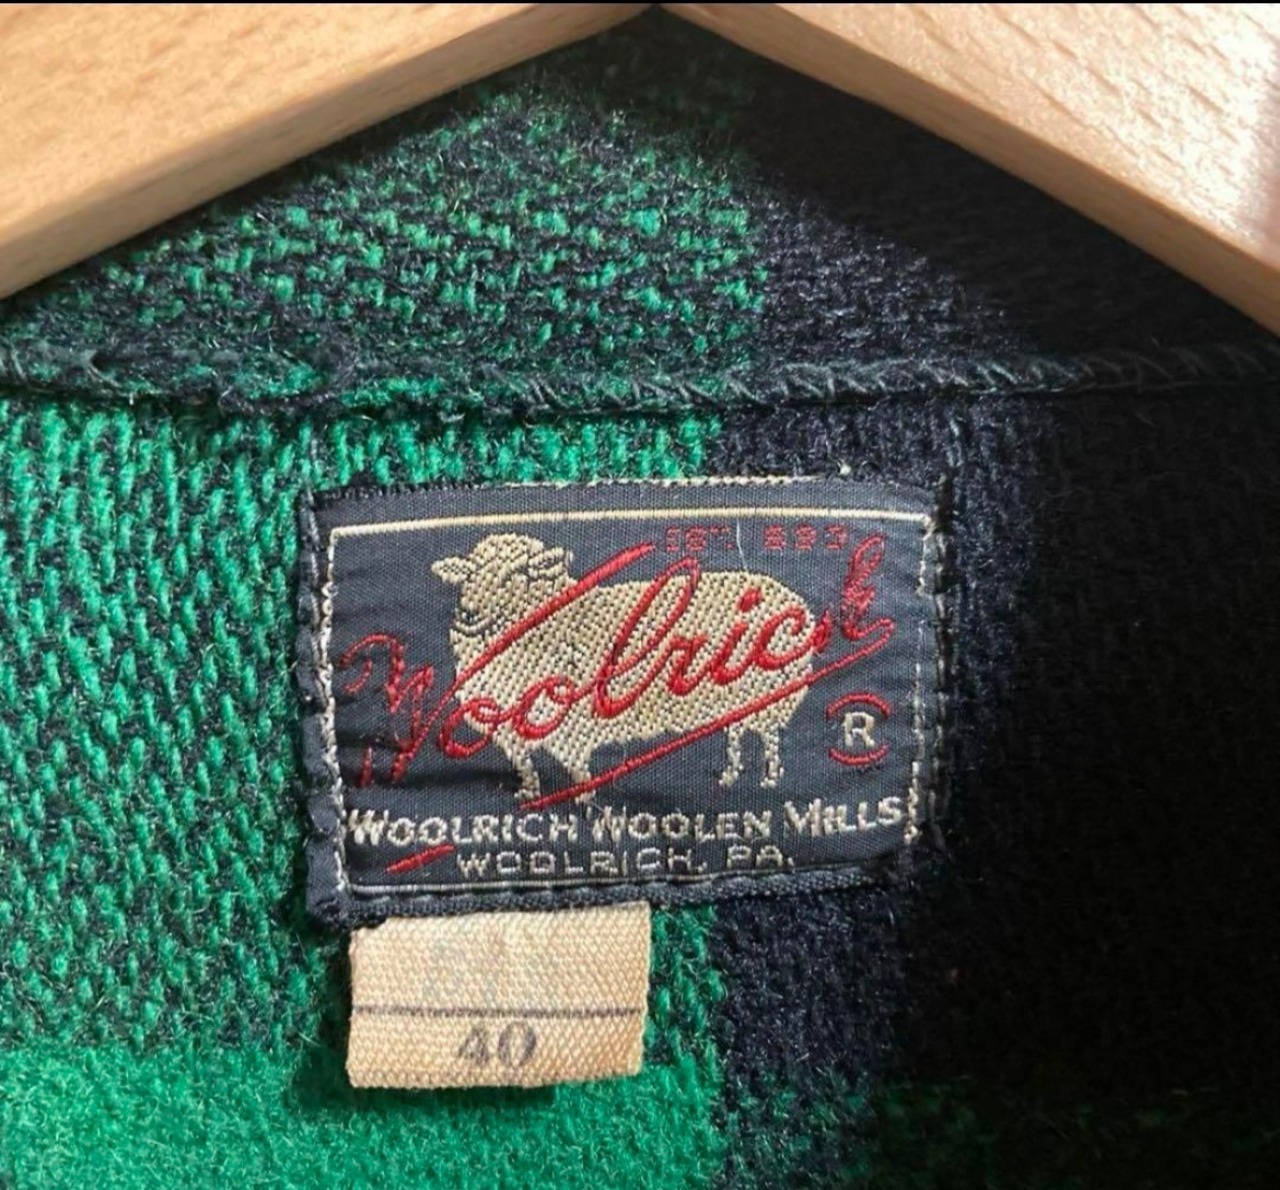 Woolrich
R
WOOLRICH WOOLEN MILLS
WOOLRICH, PA.
40